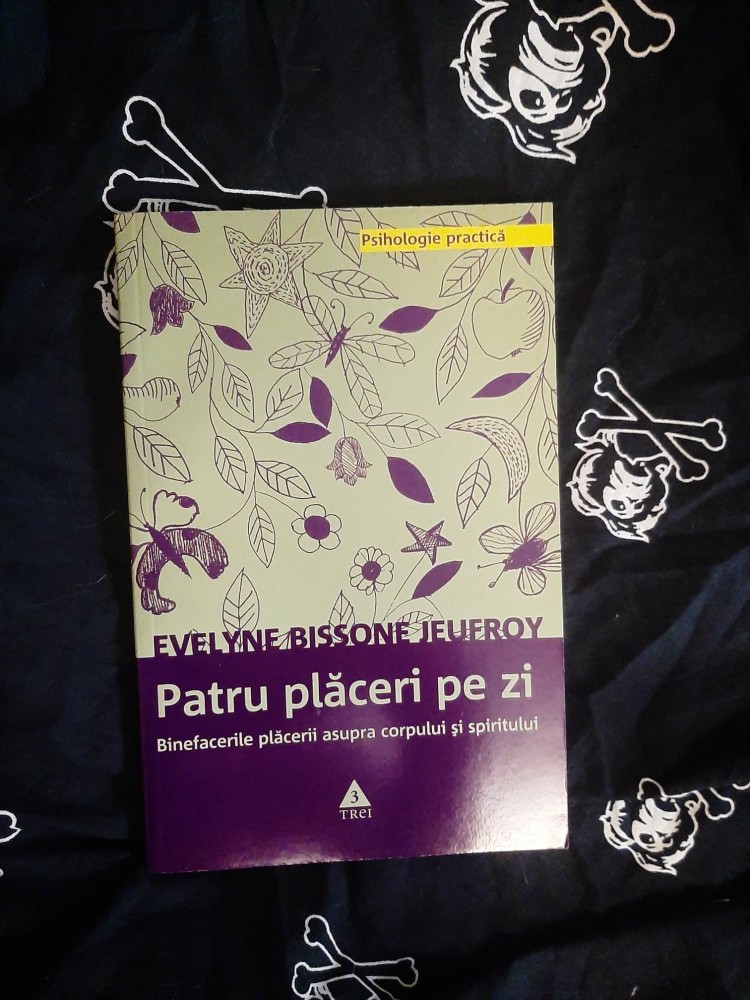 Psihologie practică
EVELYNE BISSONE JEUFROY
Patru plăceri pe zi
Binefacerile plăcerii asupra corpului și spiritului
3
TREI